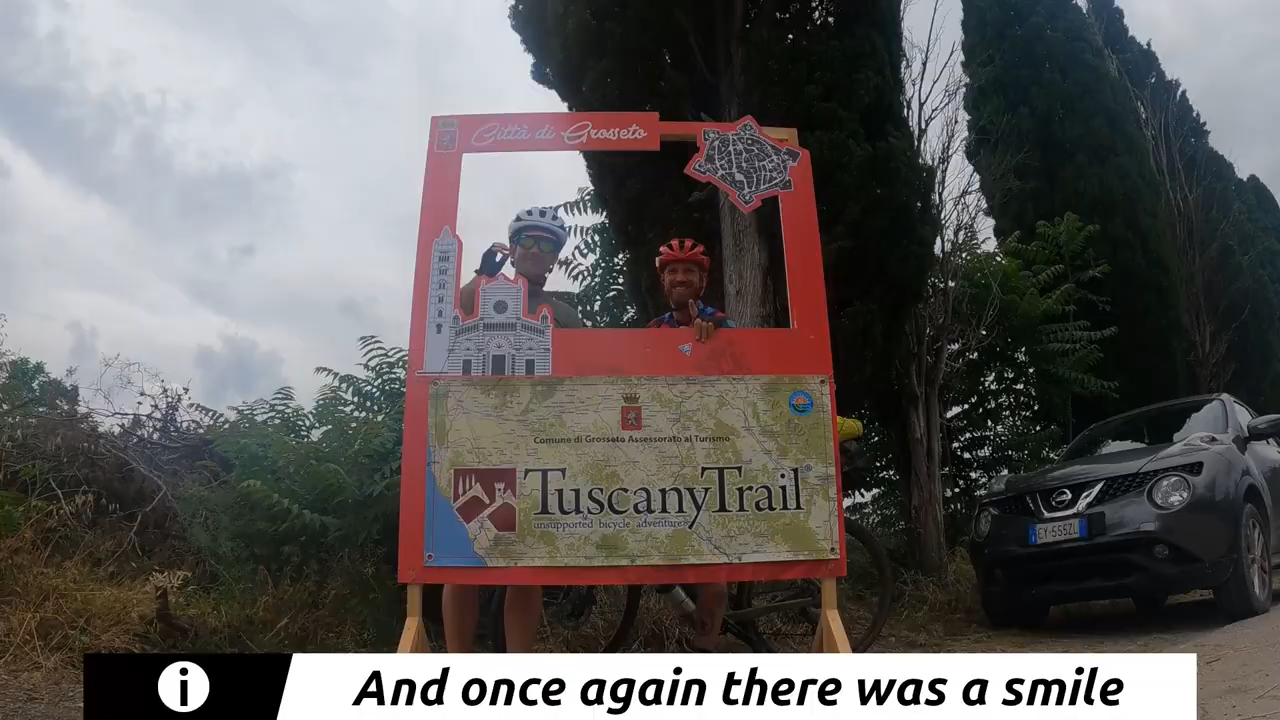 Città di Grosseto
Comune di Grosseto Assessorato al Turismo
TuscanyTrail®
unsupported bicycle adventures
EY·555ZL
i
And once again there was a smile